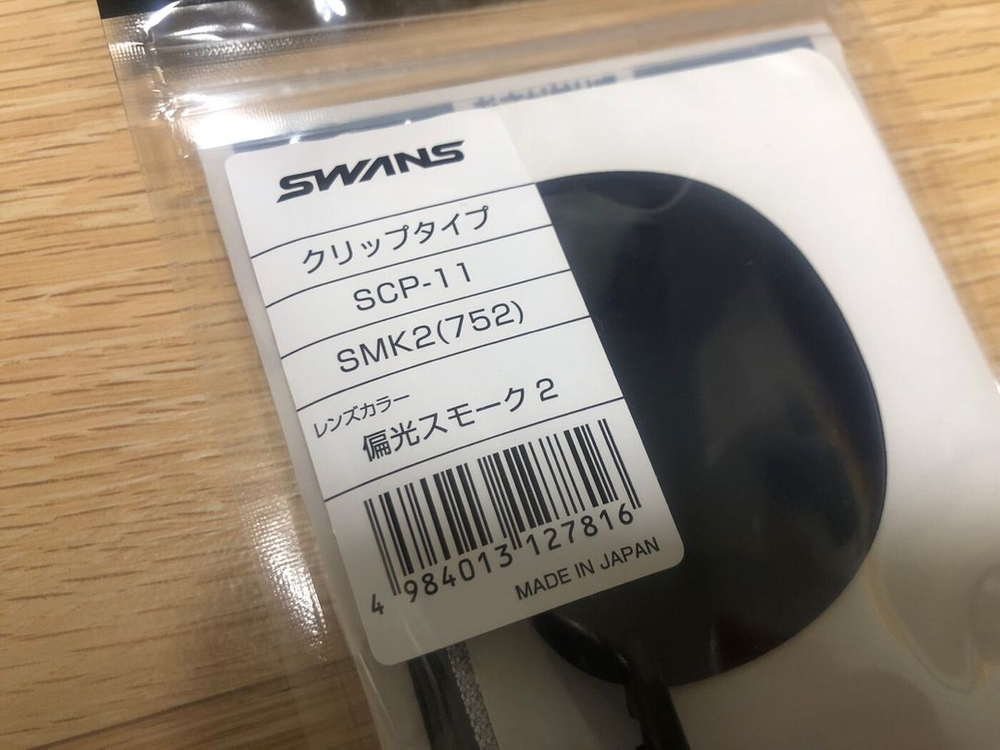 SWANS
クリップタイプ
SCP-11
SMK2(752)
レンズカラー
偏光スモーク 2
4 984013 127816
MADE IN JAPAN